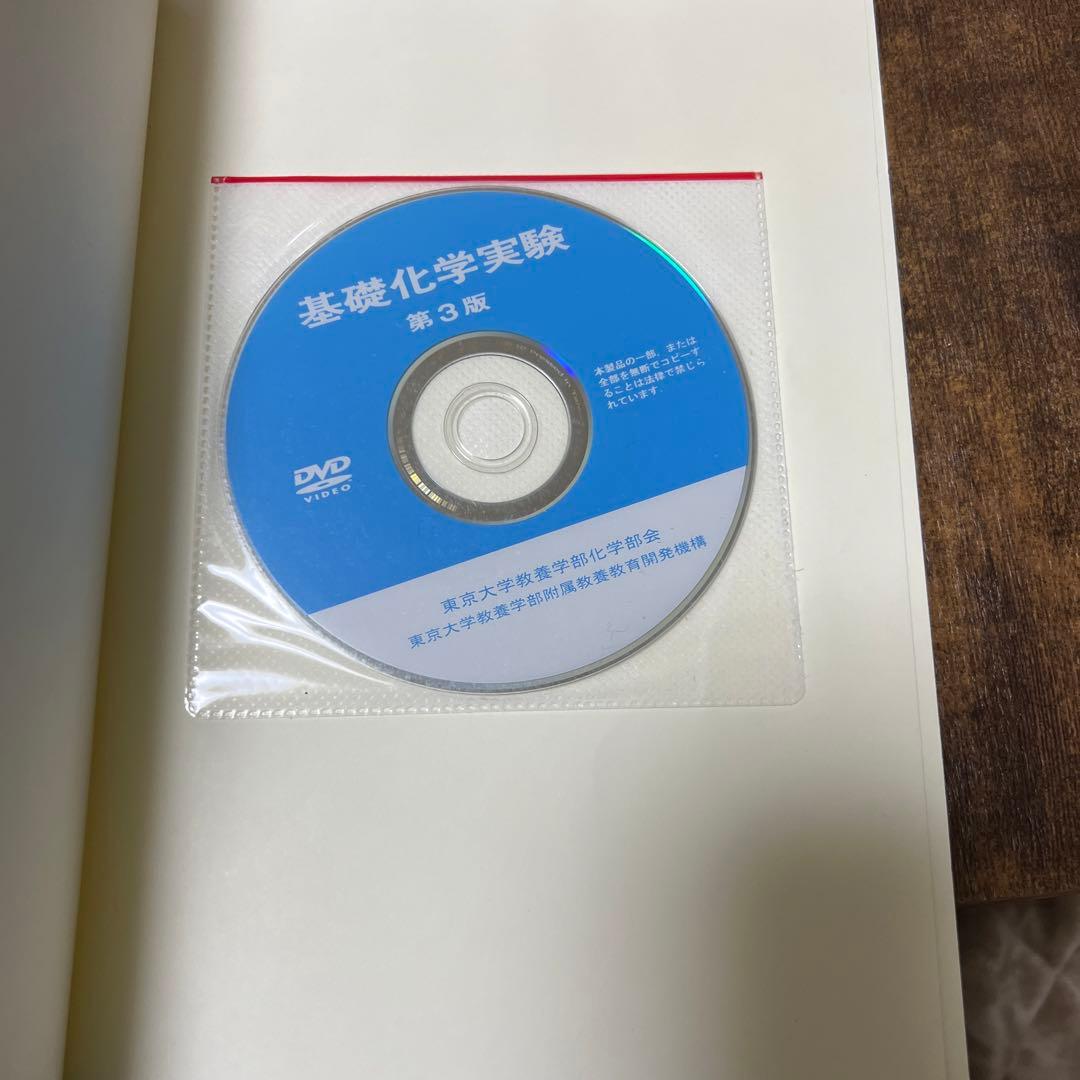 基礎化学実験
第3版
本製品の一部、または
全部を無断でコピーす
ることは法律で禁じら
れています.
DVD
VIDEO
東京大学教養学部化学部会
東京大学教養学部附属教養教育開発機構